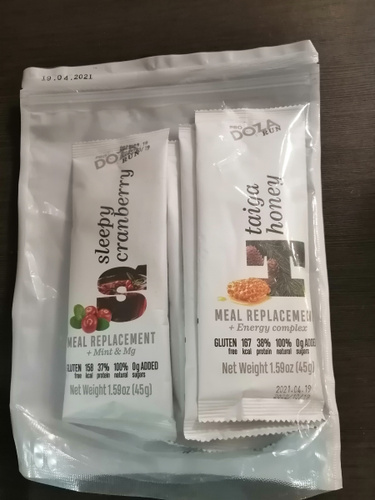 19.04.2021
DOZA
RUN
sleepy
cranberry
S
MEAL REPLACEMENT
+ Mint & Mg
GLUTEN 158 37% 100% 0g ADDED
free kcal protein natural sugars
Net Weight 1.59oz (45g)
DOZA
RUN
taiga
honey
T
MEAL REPLACEMENT
+ Energy complex
GLUTEN 167 38% 100% 0g ADDED
free kcal protein natural sugars
Net Weight 1.59oz (45g)
2021-04-19